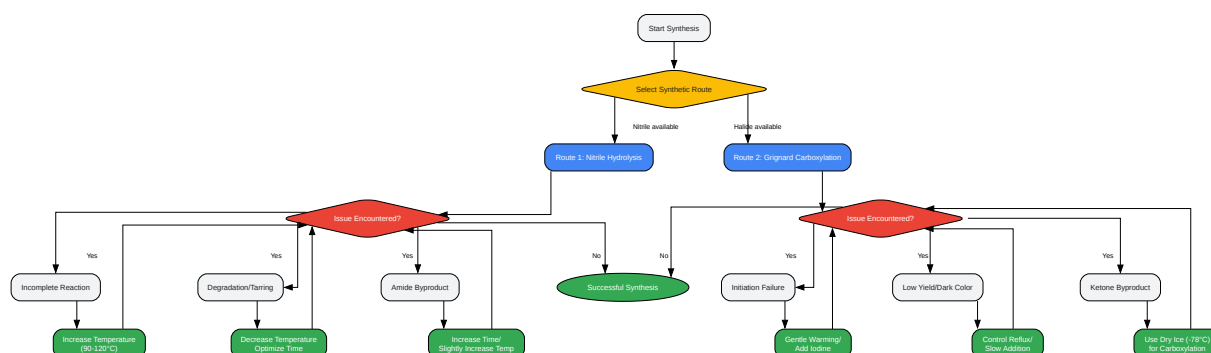 Start Synthesis
Select Synthetic Route
Nitrile available
Halide available
Route 1: Nitrile Hydrolysis
Route 2: Grignard Carboxylation
Issue Encountered?
Issue Encountered?
Yes
Yes
Yes
No
No
Yes
Yes
Yes
Incomplete Reaction
Degradation/Tarring
Amide Byproduct
Successful Synthesis
Initiation Failure
Low Yield/Dark Color
Ketone Byproduct
Increase Temperature
(90-120°C)
Decrease Temperature
Optimize Time
Increase Time/
Slightly Increase Temp
Gentle Warming/
Add Iodine
Control Reflux/
Slow Addition
Use Dry Ice (-78°C)
for Carboxylation